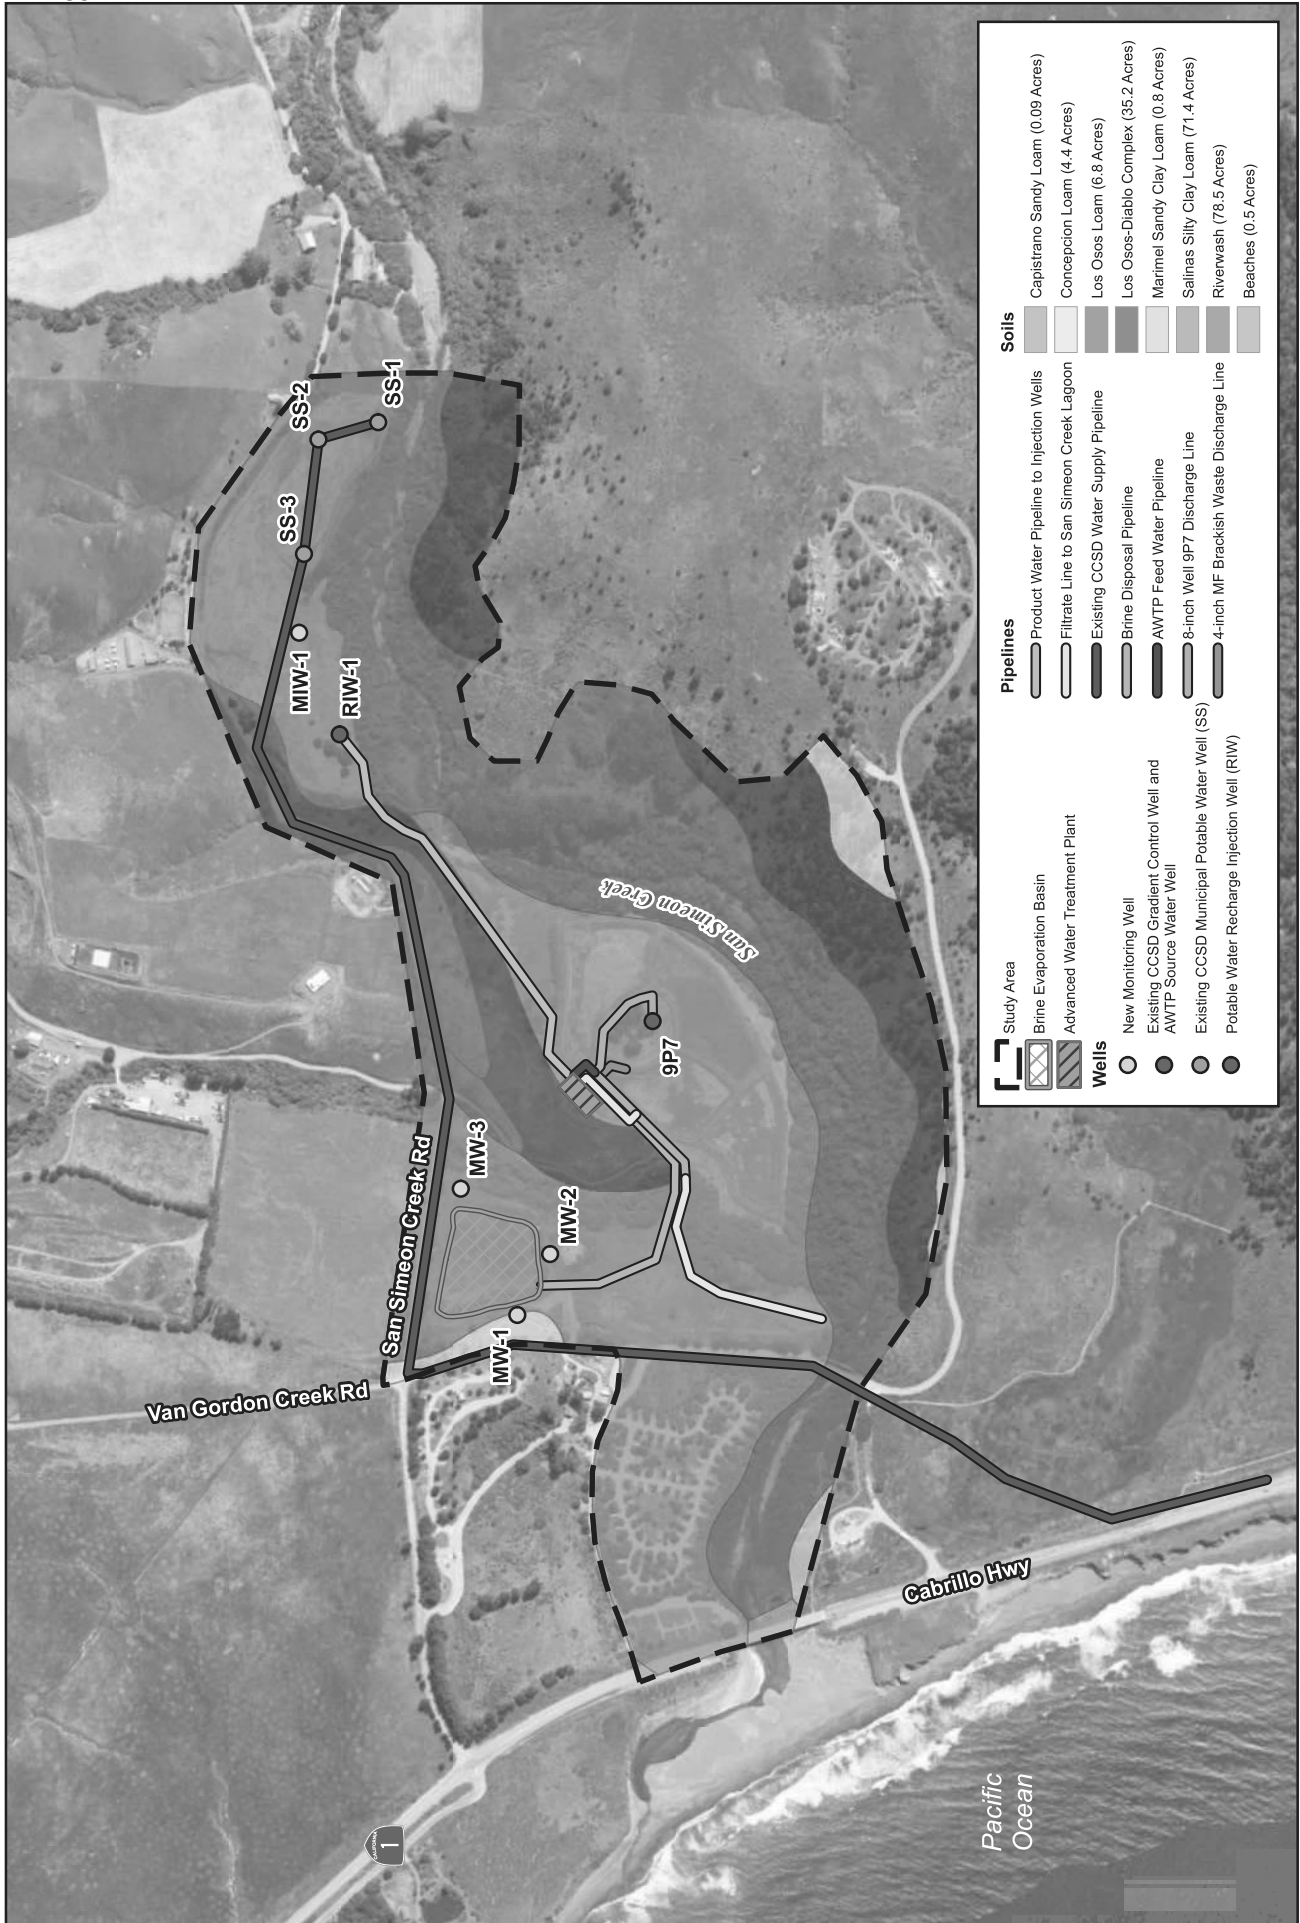 Study Area
Brine Evaporation Basin
Advanced Water Treatment Plant
Wells
New Monitoring Well
Existing CCSD Gradient Control Well and
AWTP Source Water Well
Existing CCSD Municipal Potable Water Well (SS)
Potable Water Recharge Injection Well (RIW)
Pipelines
Product Water Pipeline to Injection Wells
Filtrate Line to San Simeon Creek Lagoon
Existing CCSD Water Supply Pipeline
Brine Disposal Pipeline
AWTP Feed Water Pipeline
8-inch Well 9P7 Discharge Line
4-inch MF Brackish Waste Discharge Line
Soils
Capistrano Sandy Loam (0.09 Acres)
Concepcion Loam (4.4 Acres)
Los Osos Loam (6.8 Acres)
Los Osos-Diablo Complex (35.2 Acres)
Marimel Sandy Clay Loam (0.8 Acres)
Salinas Silty Clay Loam (71.4 Acres)
Riverwash (78.5 Acres)
Beaches (0.5 Acres)
SS-1
SS-2
SS-3
MIW-1
RIW-1
San Simeon Creek
9P7
MW-3
MW-2
MW-1
San Simeon Creek Rd
Van Gordon Creek Rd
Cabrillo Hwy
CALIFORNIA
1
Pacific
Ocean